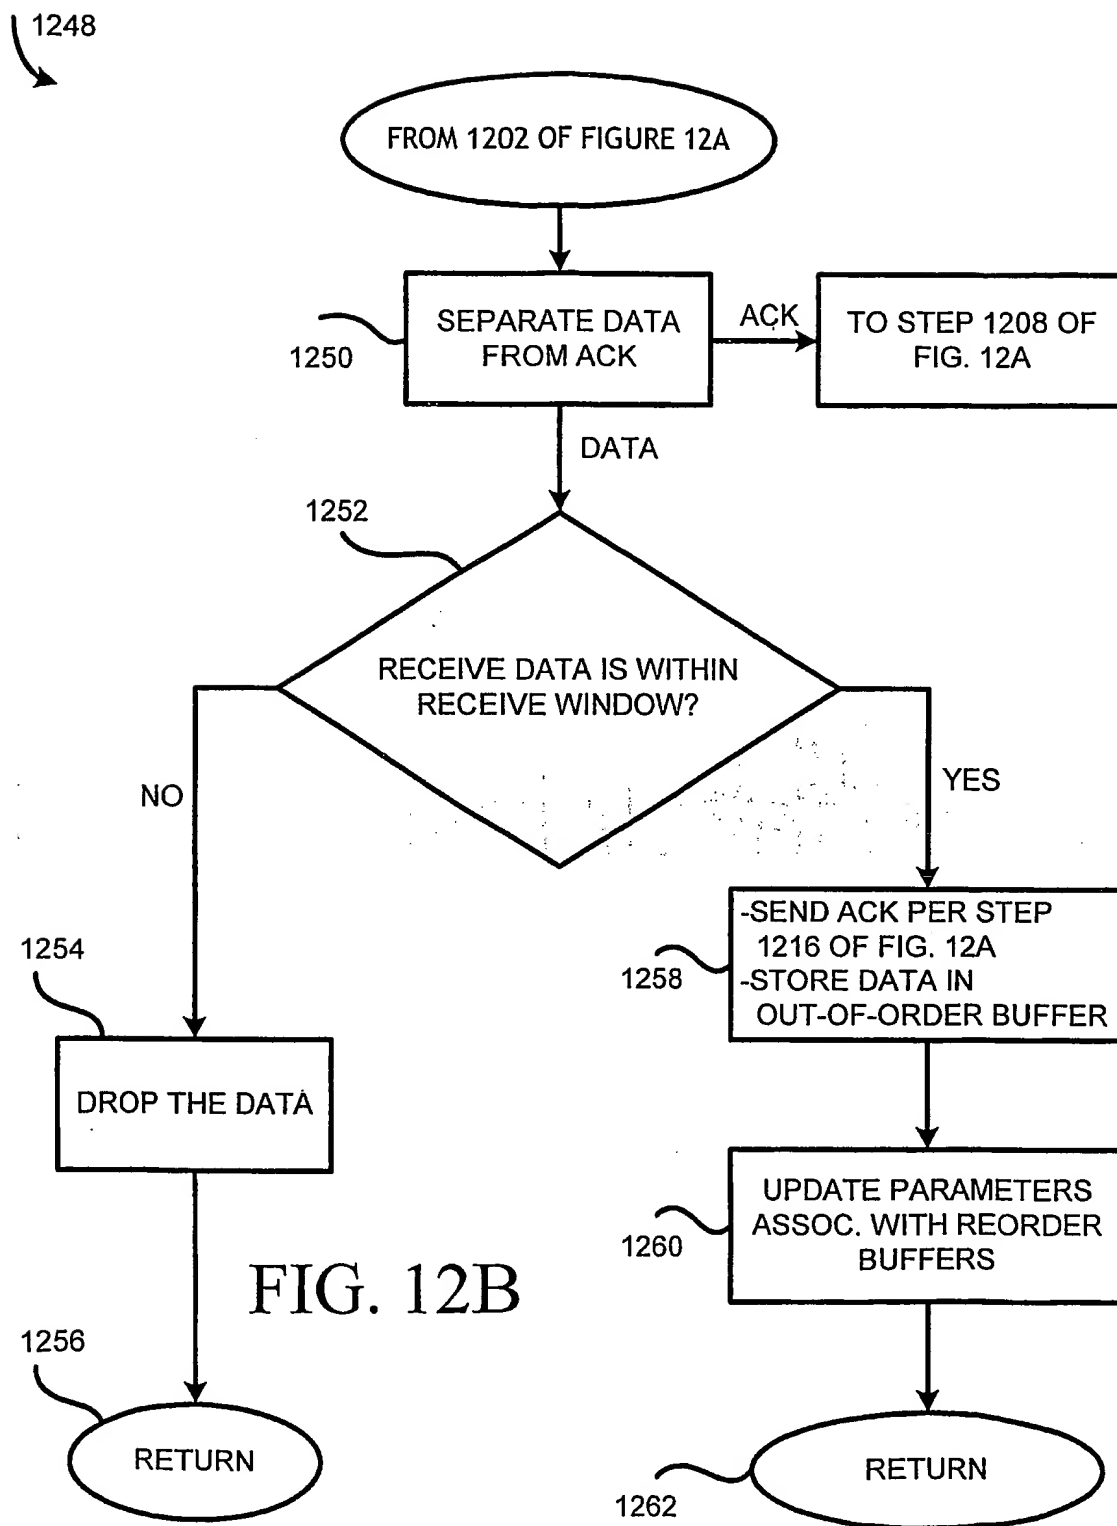 1248
FROM 1202 OF FIGURE 12A
1250
SEPARATE DATA
FROM ACK
ACK
TO STEP 1208 OF
FIG. 12A
DATA
1252
RECEIVE DATA IS WITHIN
RECEIVE WINDOW?
NO
YES
1254
DROP THE DATA
1258
-SEND ACK PER STEP
1216 OF FIG. 12A
-STORE DATA IN
OUT-OF-ORDER BUFFER
1260
UPDATE PARAMETERS
ASSOC. WITH REORDER
BUFFERS
FIG. 12B
1256
RETURN
1262
RETURN